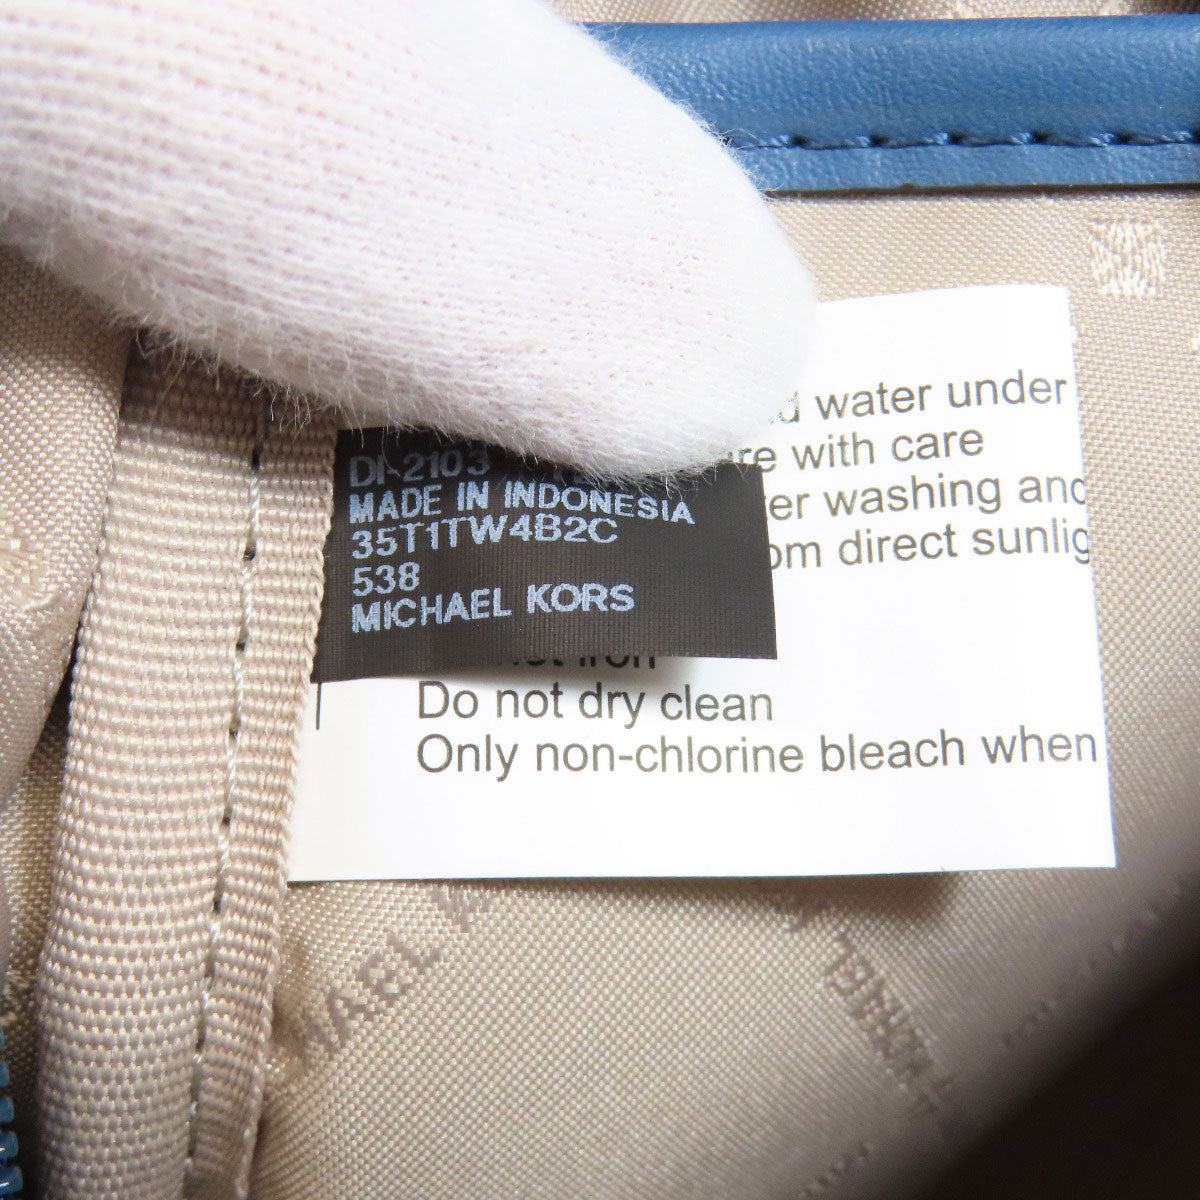 water under
with care
washing and
direct sunlig
DI-2103
MADE IN INDONESIA
35T1TW4B2C
538
MICHAEL KORS
iron
Do not dry clean
Only non-chlorine bleach when